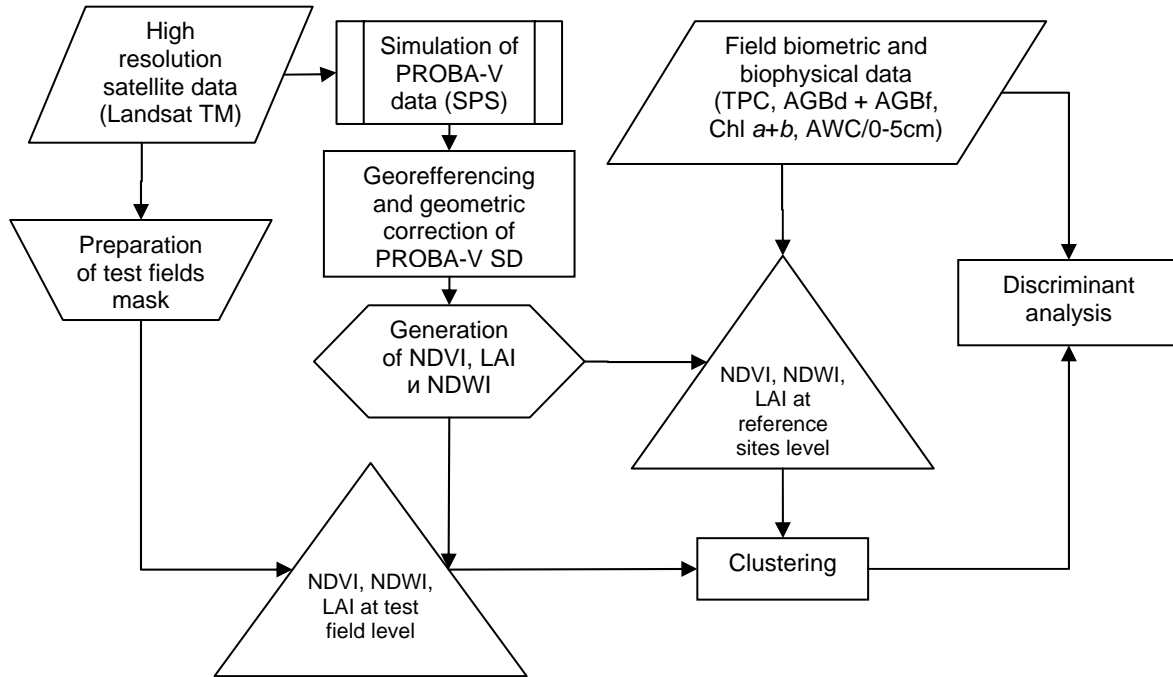 High
resolution
satellite data
(Landsat TM)
Simulation of
PROBA-V
data (SPS)
Field biometric and
biophysical data
(TPC, AGBd + AGBf,
Chl a+b, AWC/0-5cm)
Georefferencing
and geometric
correction of
PROBA-V SD
Preparation
of test fields
mask
Discriminant
analysis
Generation
of NDVI, LAI
и NDWI
NDVI, NDWI,
LAI at
reference
sites level
Clustering
NDVI, NDWI,
LAI at test
field level